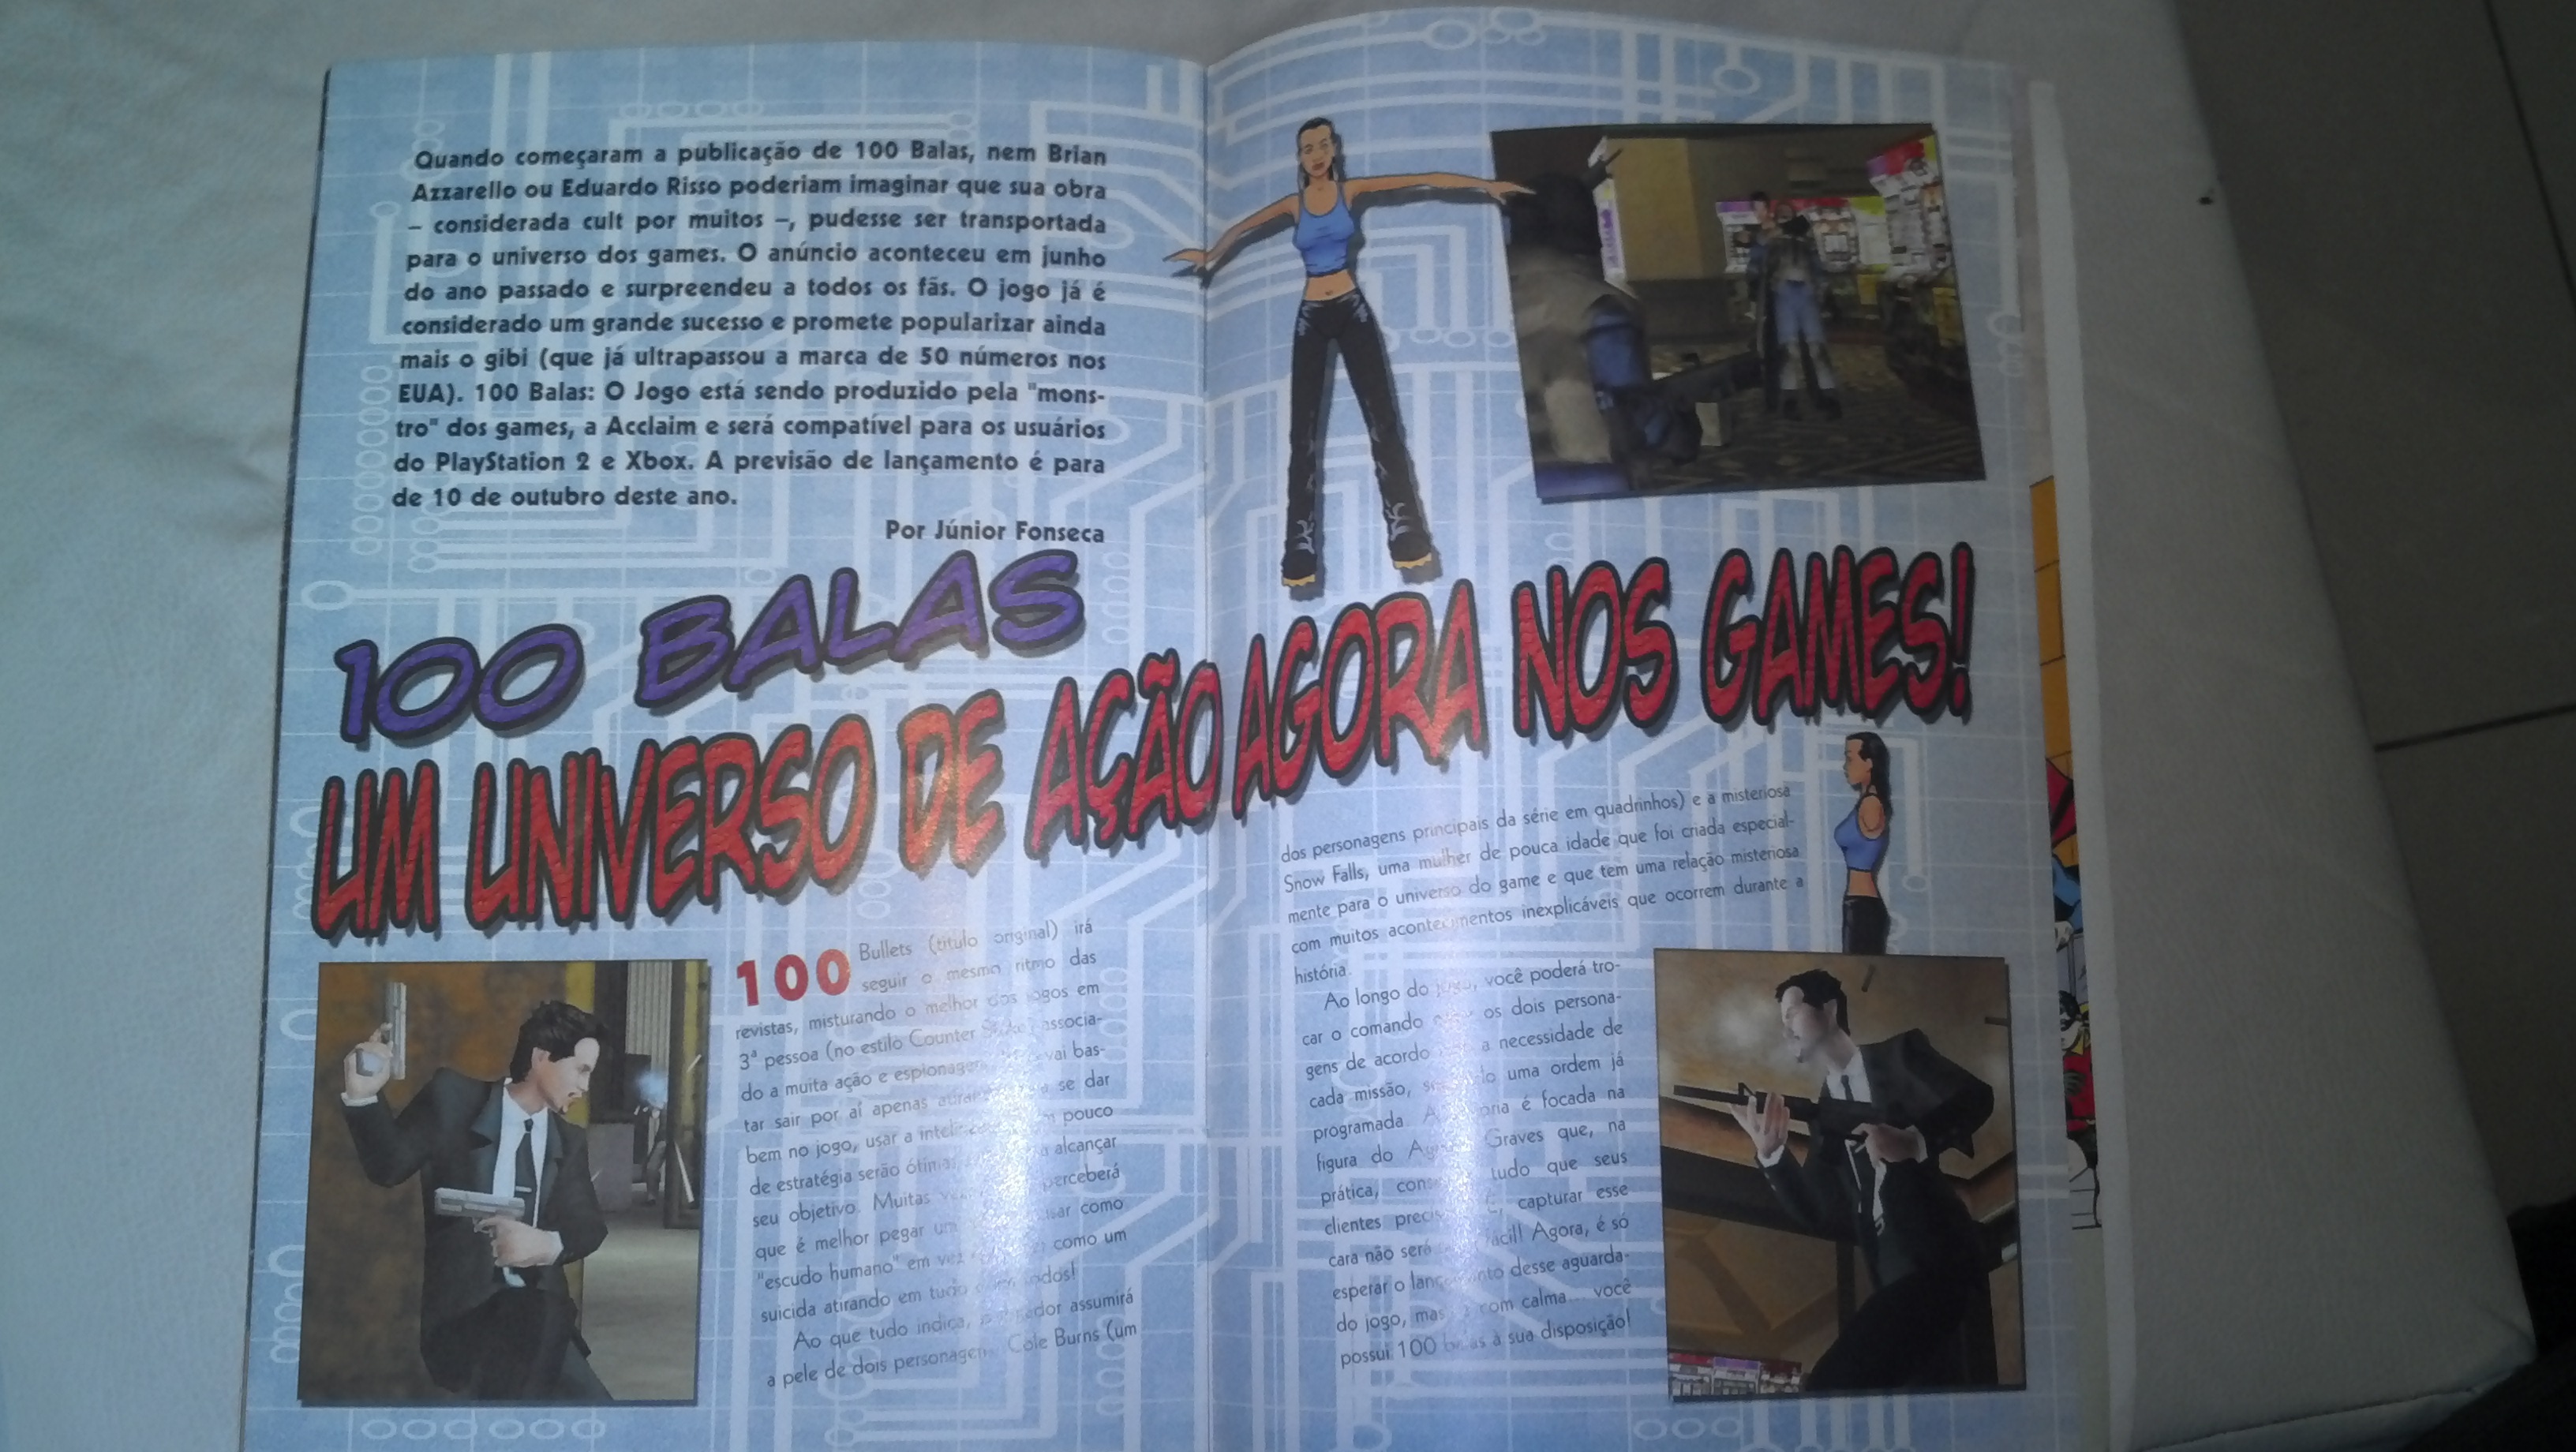 Quando começaram a publicação de 100 Balas, nem Brian
Azzarello ou Eduardo Risso poderiam imaginar que sua obra
– considerada cult por muitos –, pudesse ser transportada
para o universo dos games. O anúncio aconteceu em junho
do ano passado e surpreendeu a todos os fãs. O jogo já é
considerado um grande sucesso e promete popularizar ainda
mais o gibi (que já ultrapassou a marca de 50 números nos
EUA). 100 Balas: O Jogo está sendo produzido pela "mons-
tro" dos games, a Acclaim e será compatível para os usuários
do PlayStation 2 e Xbox. A previsão de lançamento é para
de 10 de outubro deste ano.
Por Júnior Fonseca
100 BALAS
UM UNIVERSO DE AÇÃO AGORA NOS GAMES!
100 Bullets (título original) irá
seguir o mesmo ritmo das
revistas, misturando o melhor dos jogos em
3ª pessoa (no estilo Counter associa-
do a muita ação e espionagem vai bas-
tar sair por aí apenas se dar
bem no jogo, usar a pouco
de estratégia serão alcançar
seu objetivo. Muitas perceberá
que é melhor pegar um usar como
"escudo humano" em vez como um
suicida atirando em tudo
Ao que tudo indica, assumirá
a pele de dois personagens Cole Burns (um
dos personagens principais da série em quadrinhos) e a misteriosa
Snow Falls, uma mulher de pouca idade que foi criada especial-
mente para o universo do game e que tem uma relação misteriosa
com muitos acontecimentos inexplicáveis que ocorrem durante a
história.
Ao longo do jogo, você poderá tro-
car o comando os dois persona-
gens de acordo a necessidade de
cada missão, uma ordem já
programada. é focada na
figura do Graves que, na
prática, tudo que seus
clientes capturar esse
cara não será fácil! Agora, é só
esperar o lançamento desse aguarda-
do jogo, mas com calma... você
possui 100 balas à sua disposição!